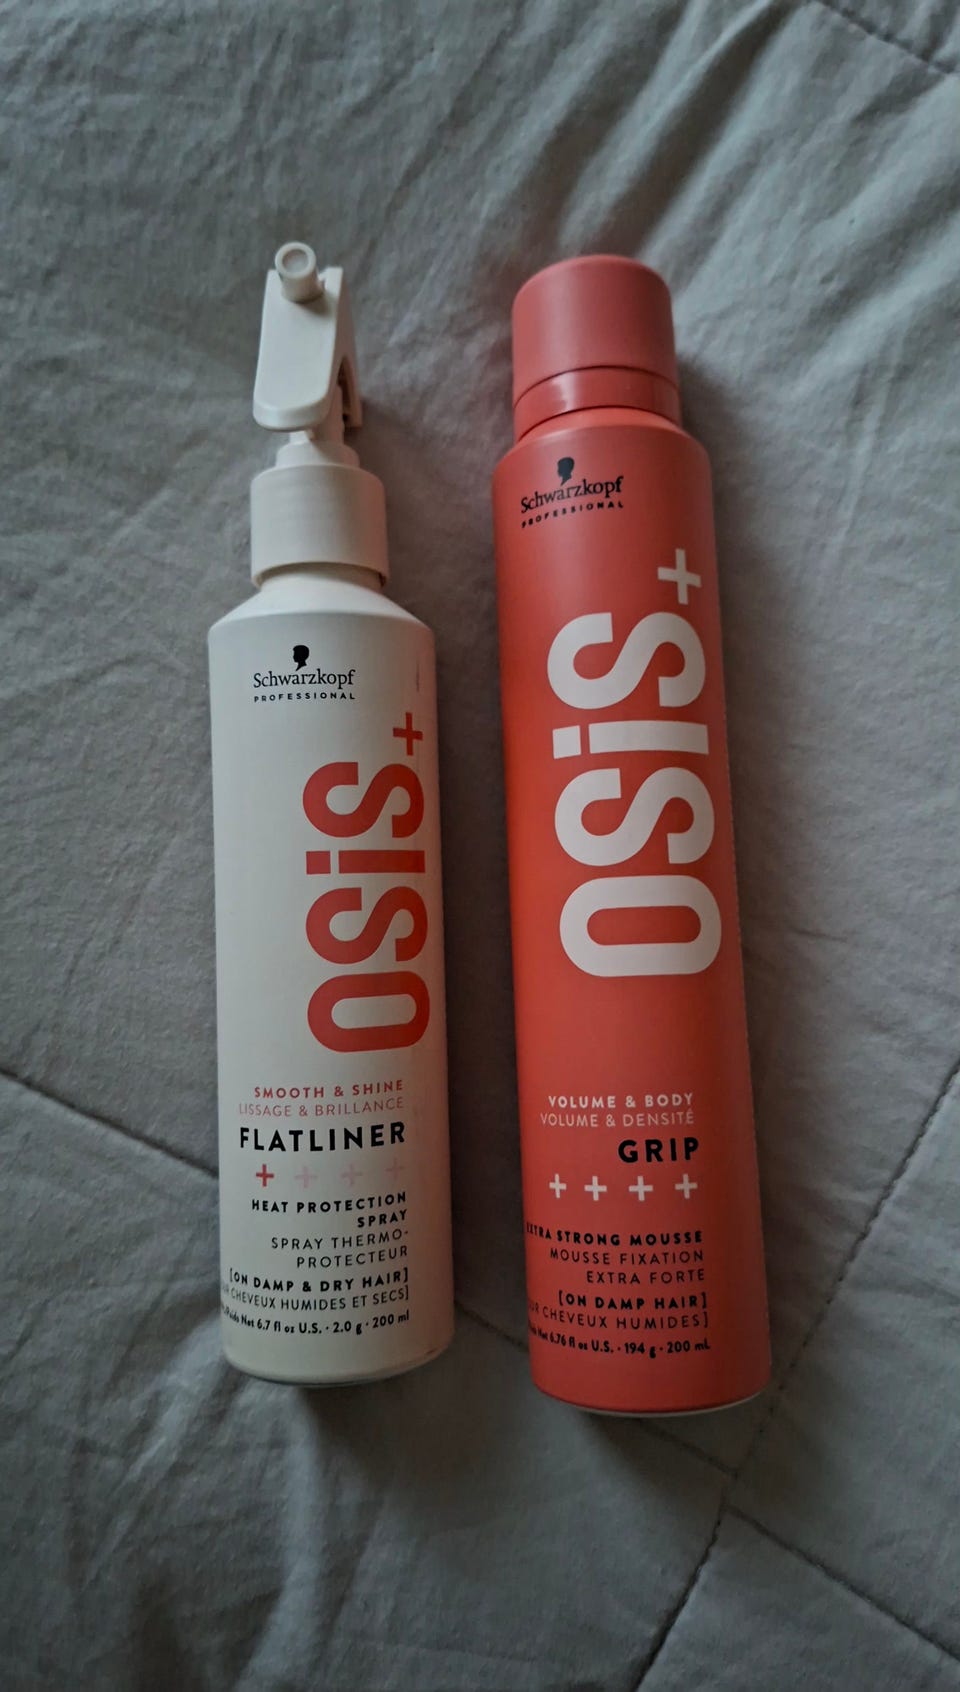 Schwarzkopf
PROFESSIONAL
OSiS+
SMOOTH & SHINE
LISSAGE & BRILLANCE
FLATLINER
+ + + +
HEAT PROTECTION
SPRAY
SPRAY THERMO-
PROTECTEUR
[ON DAMP & DRY HAIR]
CHEVEUX HUMIDES ET SECS]
Net 6.7 fl oz U.S. · 2.0 g · 200 ml
Schwarzkopf
PROFESSIONAL
OSiS+
VOLUME & BODY
VOLUME & DENSITÉ
GRIP
+ + + +
EXTRA STRONG MOUSSE
MOUSSE FIXATION
EXTRA FORTE
[ON DAMP HAIR]
CHEVEUX HUMIDES]
Net 6.76 fl oz U.S. · 194 g · 200 mL